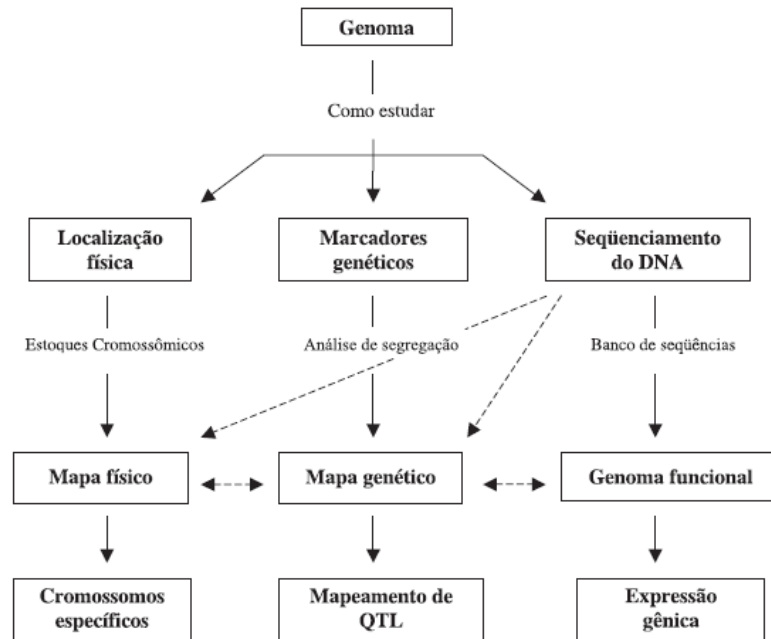 Genoma
Como estudar
Localização
física
Marcadores
genéticos
Seqüenciamento
do DNA
Estoques Cromossômicos
Análise de segregação
Banco de seqüências
Mapa físico
Mapa genético
Genoma funcional
Cromossomos
específicos
Mapeamento de
QTL
Expressão
gênica